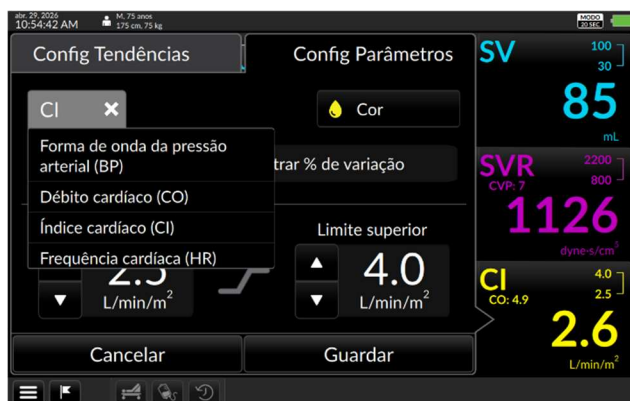 abr. 29, 2026
10:54:42 AM
M, 75 anos
175 cm, 75 kg
MODO
20 SEC
Config Tendências
Config Parâmetros
CI
Cor
Forma de onda da pressão
arterial (BP)
Débito cardíaco (CO)
Índice cardíaco (CI)
Frequência cardíaca (HR)
trar % de variação
Limite superior
2.5
L/min/m²
4.0
L/min/m²
Cancelar
Guardar
SV
100
30
85
mL
SVR
CVP: 7
2200
800
1126
dyne-s/cm⁵
CI
CO: 4.9
4.0
2.5
2.6
L/min/m²